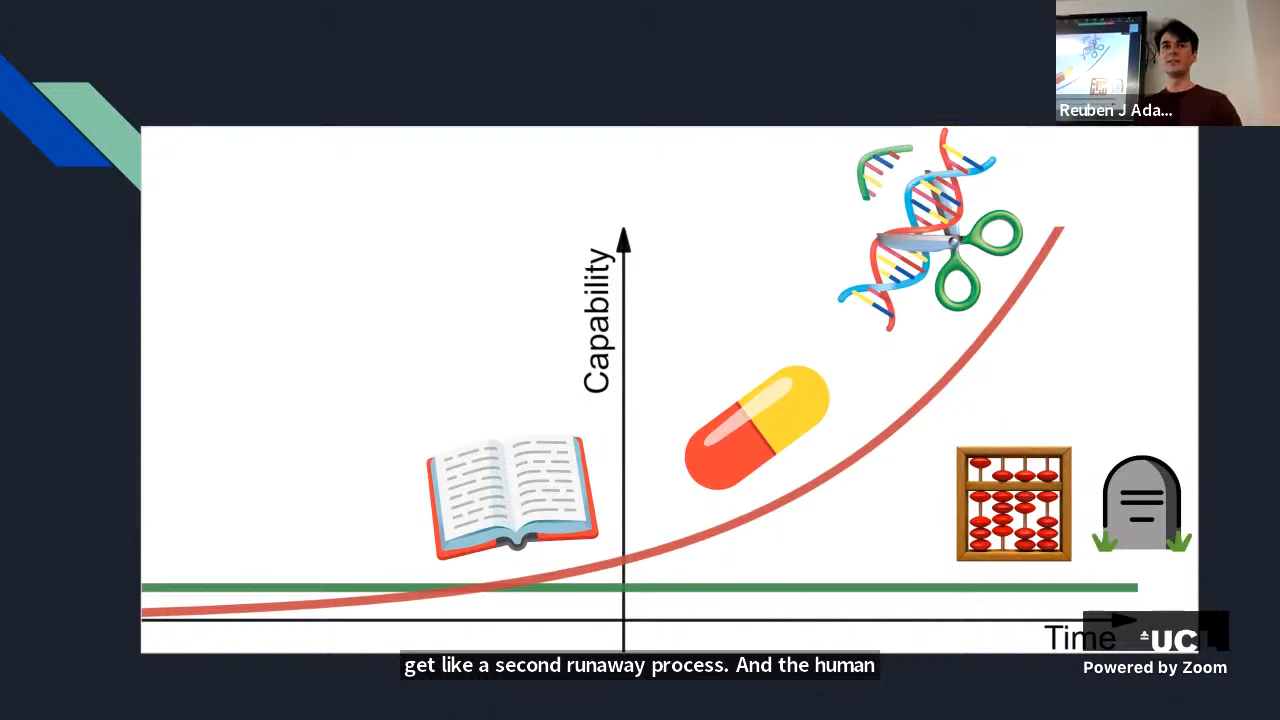 Reuben J Ada...
Capability
Time
UCL
get like a second runaway process. And the human
Powered by Zoom